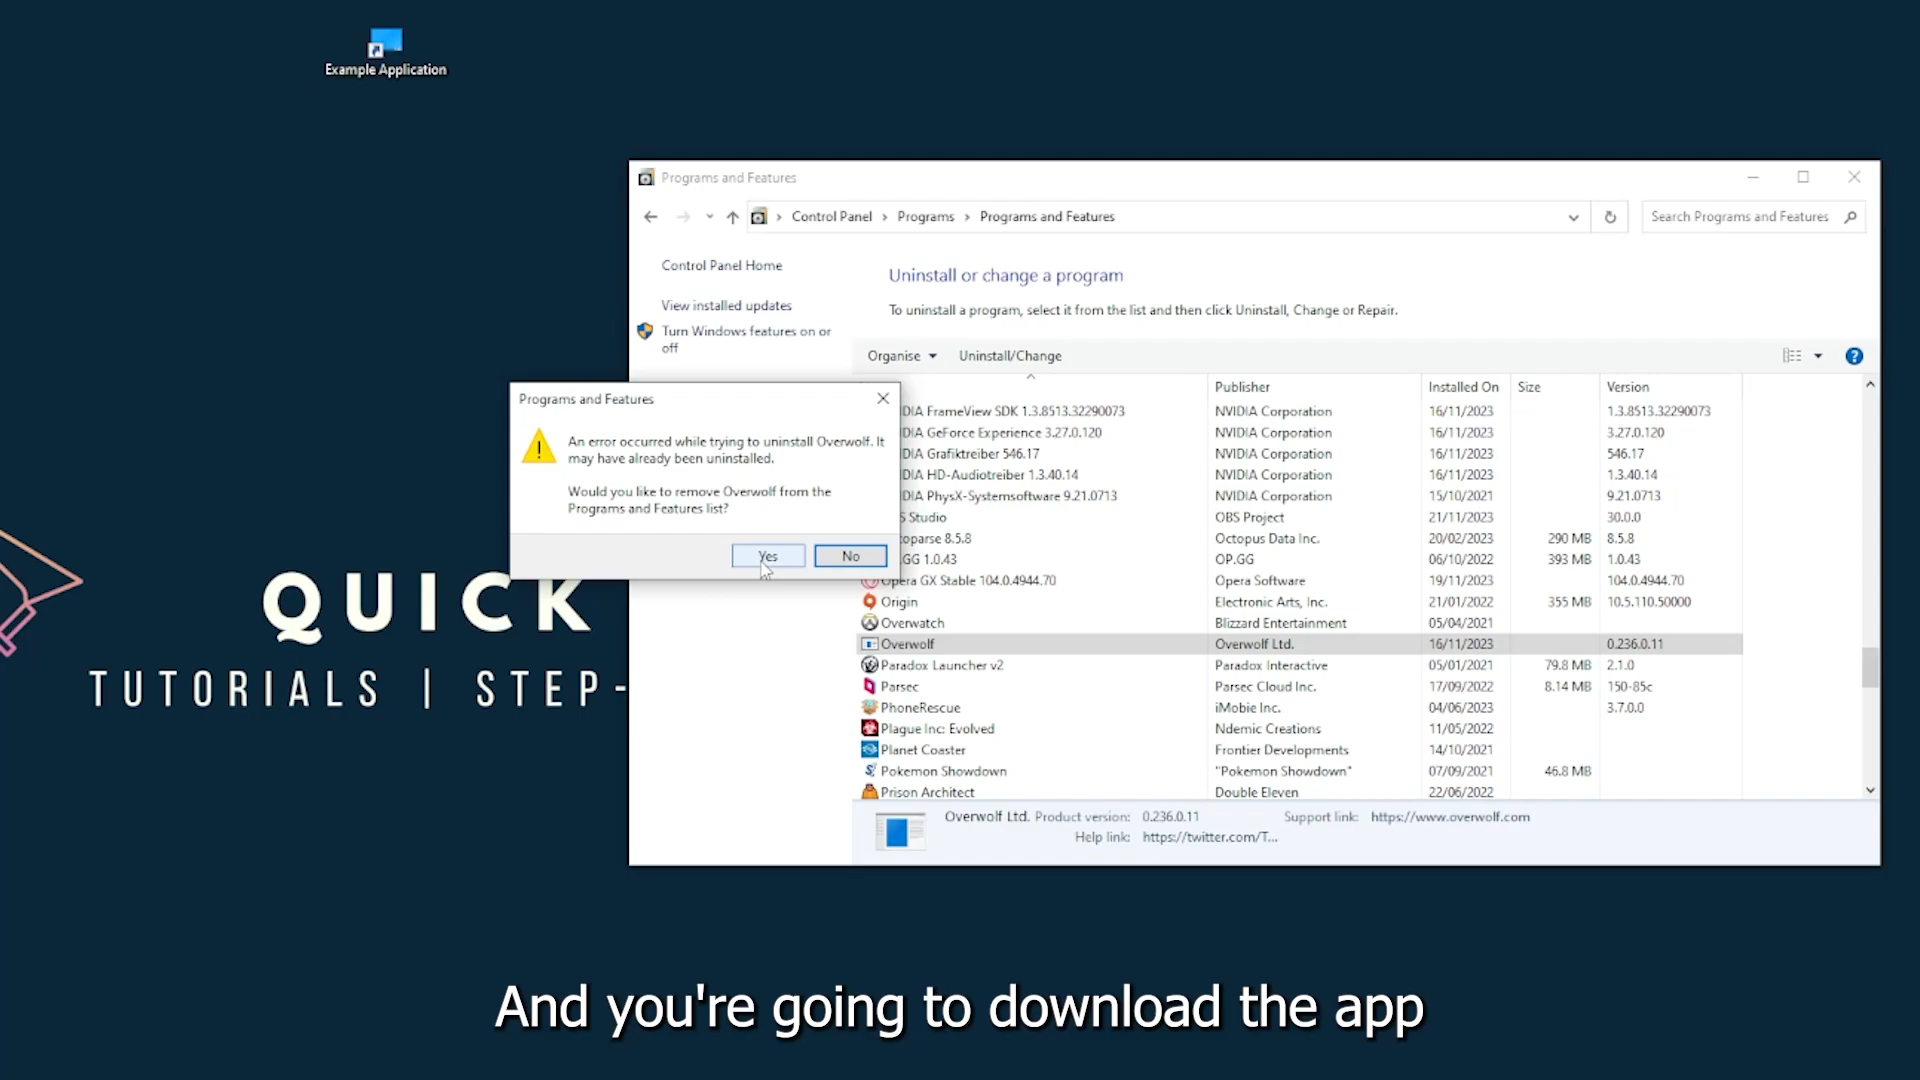 Example Application
Programs and Features
Control Panel › Programs › Programs and Features
Search Programs and Features
Control Panel Home
View installed updates
Turn Windows features on or
off
Uninstall or change a program
To uninstall a program, select it from the list and then click Uninstall, Change or Repair.
Organise Uninstall/Change
Publisher Installed On Size Version
DIA FrameView SDK 1.3.8513.32290073 NVIDIA Corporation 16/11/2023 1.3.8513.32290073
DIA GeForce Experience 3.27.0.120 NVIDIA Corporation 16/11/2023 3.27.0.120
DIA Grafiktreiber 546.17 NVIDIA Corporation 16/11/2023 546.17
DIA HD-Audiotreiber 1.3.40.14 NVIDIA Corporation 16/11/2023 1.3.40.14
DIA PhysX-Systemsoftware 9.21.0713 NVIDIA Corporation 15/10/2021 9.21.0713
S Studio OBS Project 21/11/2023 30.0.0
oparse 8.5.8 Octopus Data Inc. 20/02/2023 290 MB 8.5.8
.GG 1.0.43 OP.GG 06/10/2022 393 MB 1.0.43
Opera GX Stable 104.0.4944.70 Opera Software 19/11/2023 104.0.4944.70
Origin Electronic Arts, Inc. 21/01/2022 355 MB 10.5.110.50000
Overwatch Blizzard Entertainment 05/04/2021
Overwolf Overwolf Ltd. 16/11/2023 0.236.0.11
Paradox Launcher v2 Paradox Interactive 05/01/2021 79.8 MB 2.1.0
Parsec Parsec Cloud Inc. 17/09/2022 8.14 MB 150-85c
PhoneRescue iMobie Inc. 04/06/2023 3.7.0.0
Plague Inc: Evolved Ndemic Creations 11/05/2022
Planet Coaster Frontier Developments 14/10/2021
Pokemon Showdown "Pokemon Showdown" 07/09/2021 46.8 MB
Prison Architect Double Eleven 22/06/2022
Overwolf Ltd. Product version: 0.236.0.11 Support link: https://www.overwolf.com
Help link: https://twitter.com/T...
Programs and Features
An error occurred while trying to uninstall Overwolf. It
may have already been uninstalled.
Would you like to remove Overwolf from the
Programs and Features list?
Yes No
QUICK
TUTORIALS | STEP-
And you're going to download the app